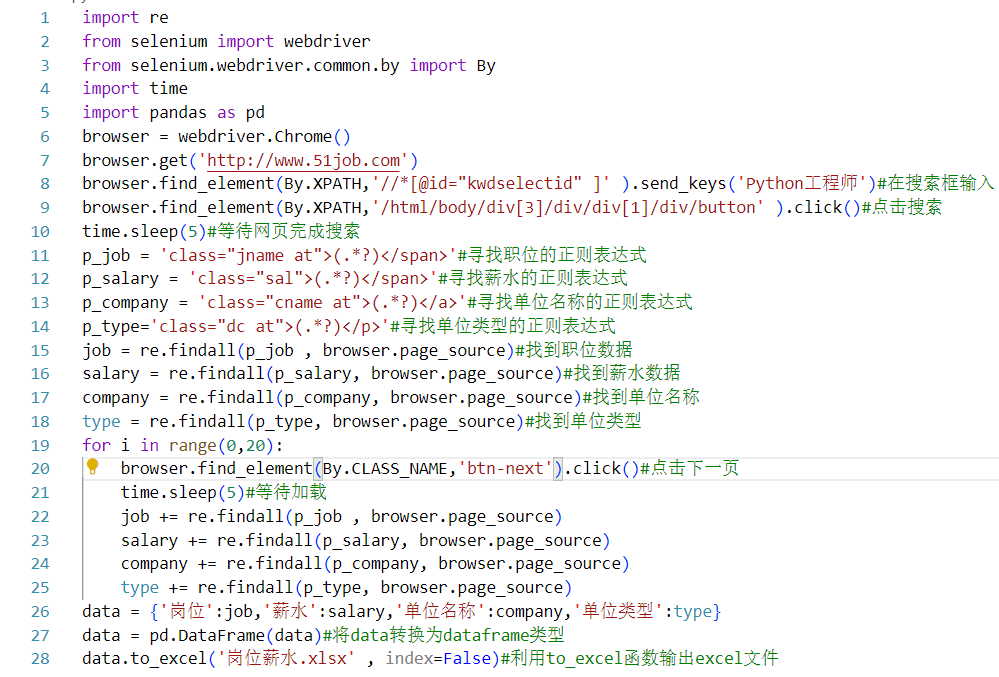 1 import re
2 from selenium import webdriver
3 from selenium.webdriver.common.by import By
4 import time
5 import pandas as pd
6 browser = webdriver.Chrome()
7 browser.get('http://www.51job.com')
8 browser.find_element(By.XPATH,'//*[@id="kwdselectid" ]' ).send_keys('Python工程师')#在搜索框输入
9 browser.find_element(By.XPATH,'/html/body/div[3]/div/div[1]/div/button' ).click()#点击搜索
10 time.sleep(5)#等待网页完成搜索
11 p_job = 'class="jname at">(.*?)</span>'#寻找职位的正则表达式
12 p_salary = 'class="sal">(.*?)</span>'#寻找薪水的正则表达式
13 p_company = 'class="cname at">(.*?)</a>'#寻找单位名称的正则表达式
14 p_type='class="dc at">(.*?)</p>'#寻找单位类型的正则表达式
15 job = re.findall(p_job , browser.page_source)#找到职位数据
16 salary = re.findall(p_salary, browser.page_source)#找到薪水数据
17 company = re.findall(p_company, browser.page_source)#找到单位名称
18 type = re.findall(p_type, browser.page_source)#找到单位类型
19 for i in range(0,20):
20     browser.find_element(By.CLASS_NAME,'btn-next').click()#点击下一页
21     time.sleep(5)#等待加载
22     job += re.findall(p_job , browser.page_source)
23     salary += re.findall(p_salary, browser.page_source)
24     company += re.findall(p_company, browser.page_source)
25     type += re.findall(p_type, browser.page_source)
26 data = {'岗位':job,'薪水':salary,'单位名称':company,'单位类型':type}
27 data = pd.DataFrame(data)#将data转换为dataframe类型
28 data.to_excel('岗位薪水.xlsx' , index=False)#利用to_excel函数输出excel文件